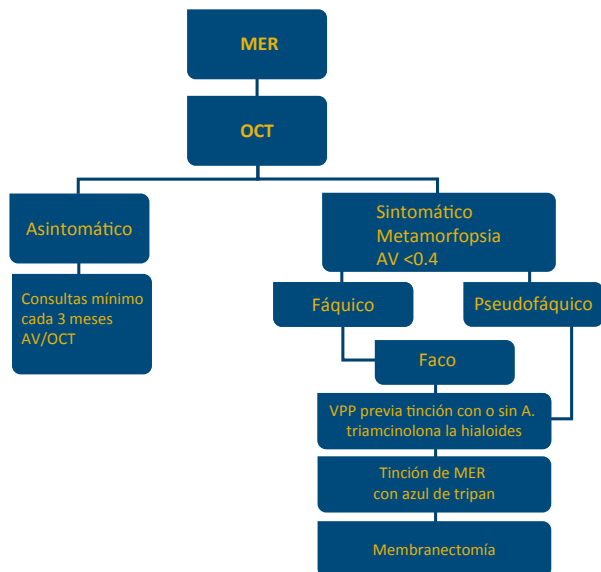 MER
OCT
Asintomático
Sintomático
Metamorfopsia
AV <0.4
Consultas mínimo
cada 3 meses
AV/OCT
Fáquico
Pseudofáquico
Faco
VPP previa tinción con o sin A.
triamcinolona la hialoides
Tinción de MER
con azul de tripan
Membranectomía